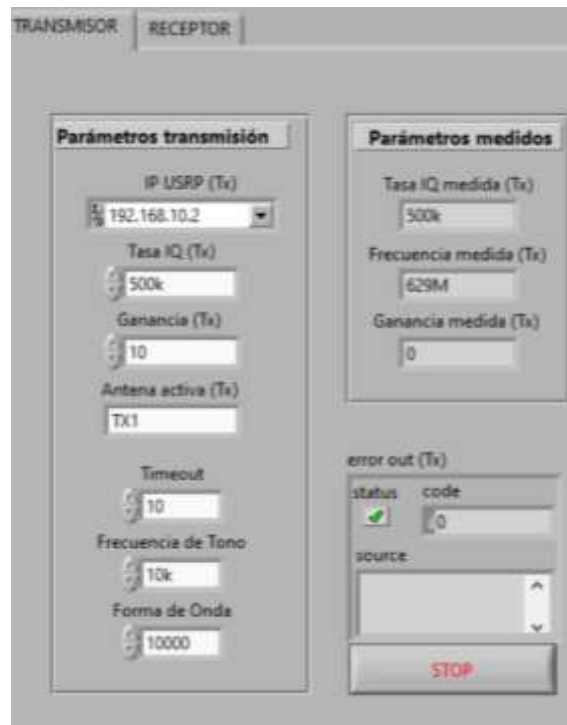 TRANSMISOR
RECEPTOR
Parámetros transmisión
IP USRP (Tx)
192.168.10.2
Tasa IQ (Tx)
500k
Ganancia (Tx)
10
Antena activa (Tx)
TX1
Timeout
10
Frecuencia de Tono
10k
Forma de Onda
10000
Parámetros medidos
Tasa IQ medida (Tx)
500k
Frecuencia medida (Tx)
629M
Ganancia medida (Tx)
0
error out (Tx)
status code
0
source
STOP